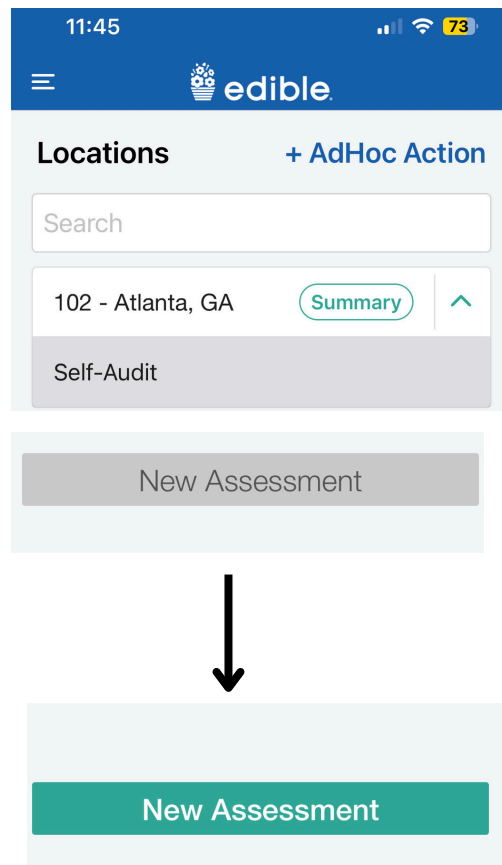 11:45
73
edible.
Locations
+ AdHoc Action
Search
102 - Atlanta, GA
Summary
Self-Audit
New Assessment
New Assessment